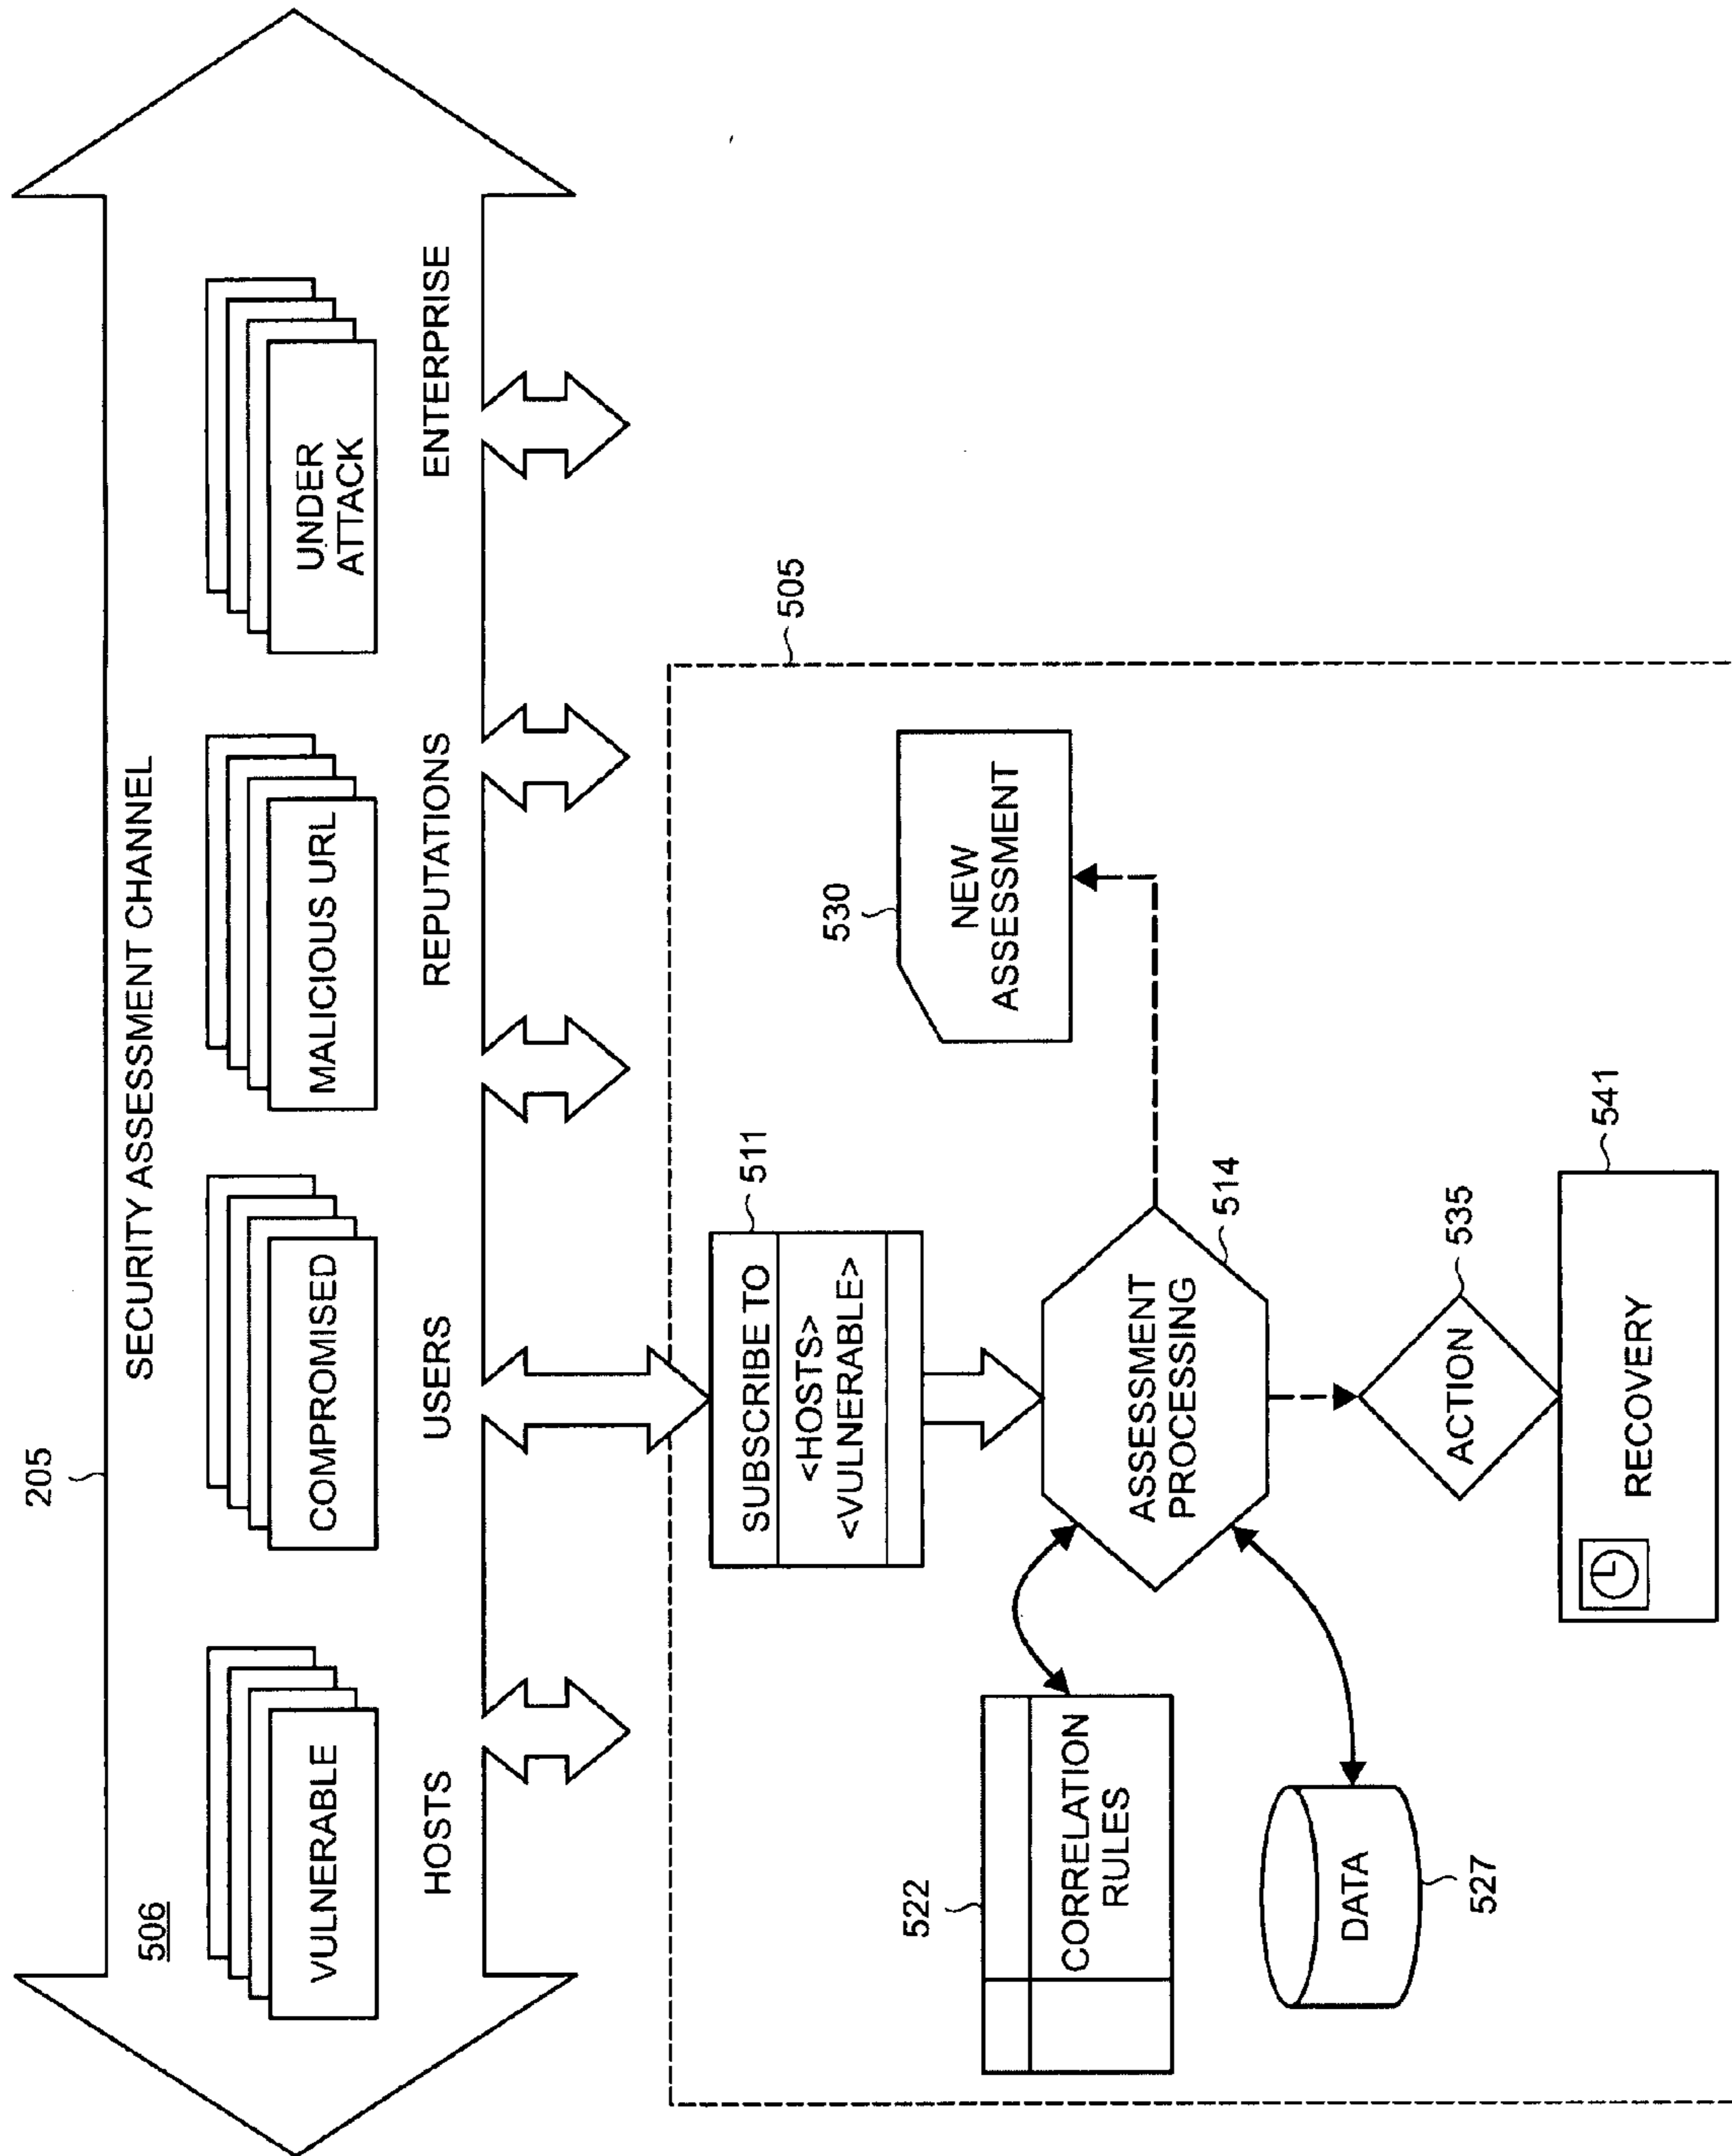 205
SECURITY ASSESSMENT CHANNEL
506
VULNERABLE
COMPROMISED
MALICIOUS URL
UNDER
ATTACK
HOSTS
USERS
REPUTATIONS
ENTERPRISE
505
511
SUBSCRIBE TO
<HOSTS>
<VULNERABLE>
530
NEW
ASSESSMENT
522
CORRELATION
RULES
ASSESSMENT
PROCESSING
514
DATA
527
ACTION
535
RECOVERY
541